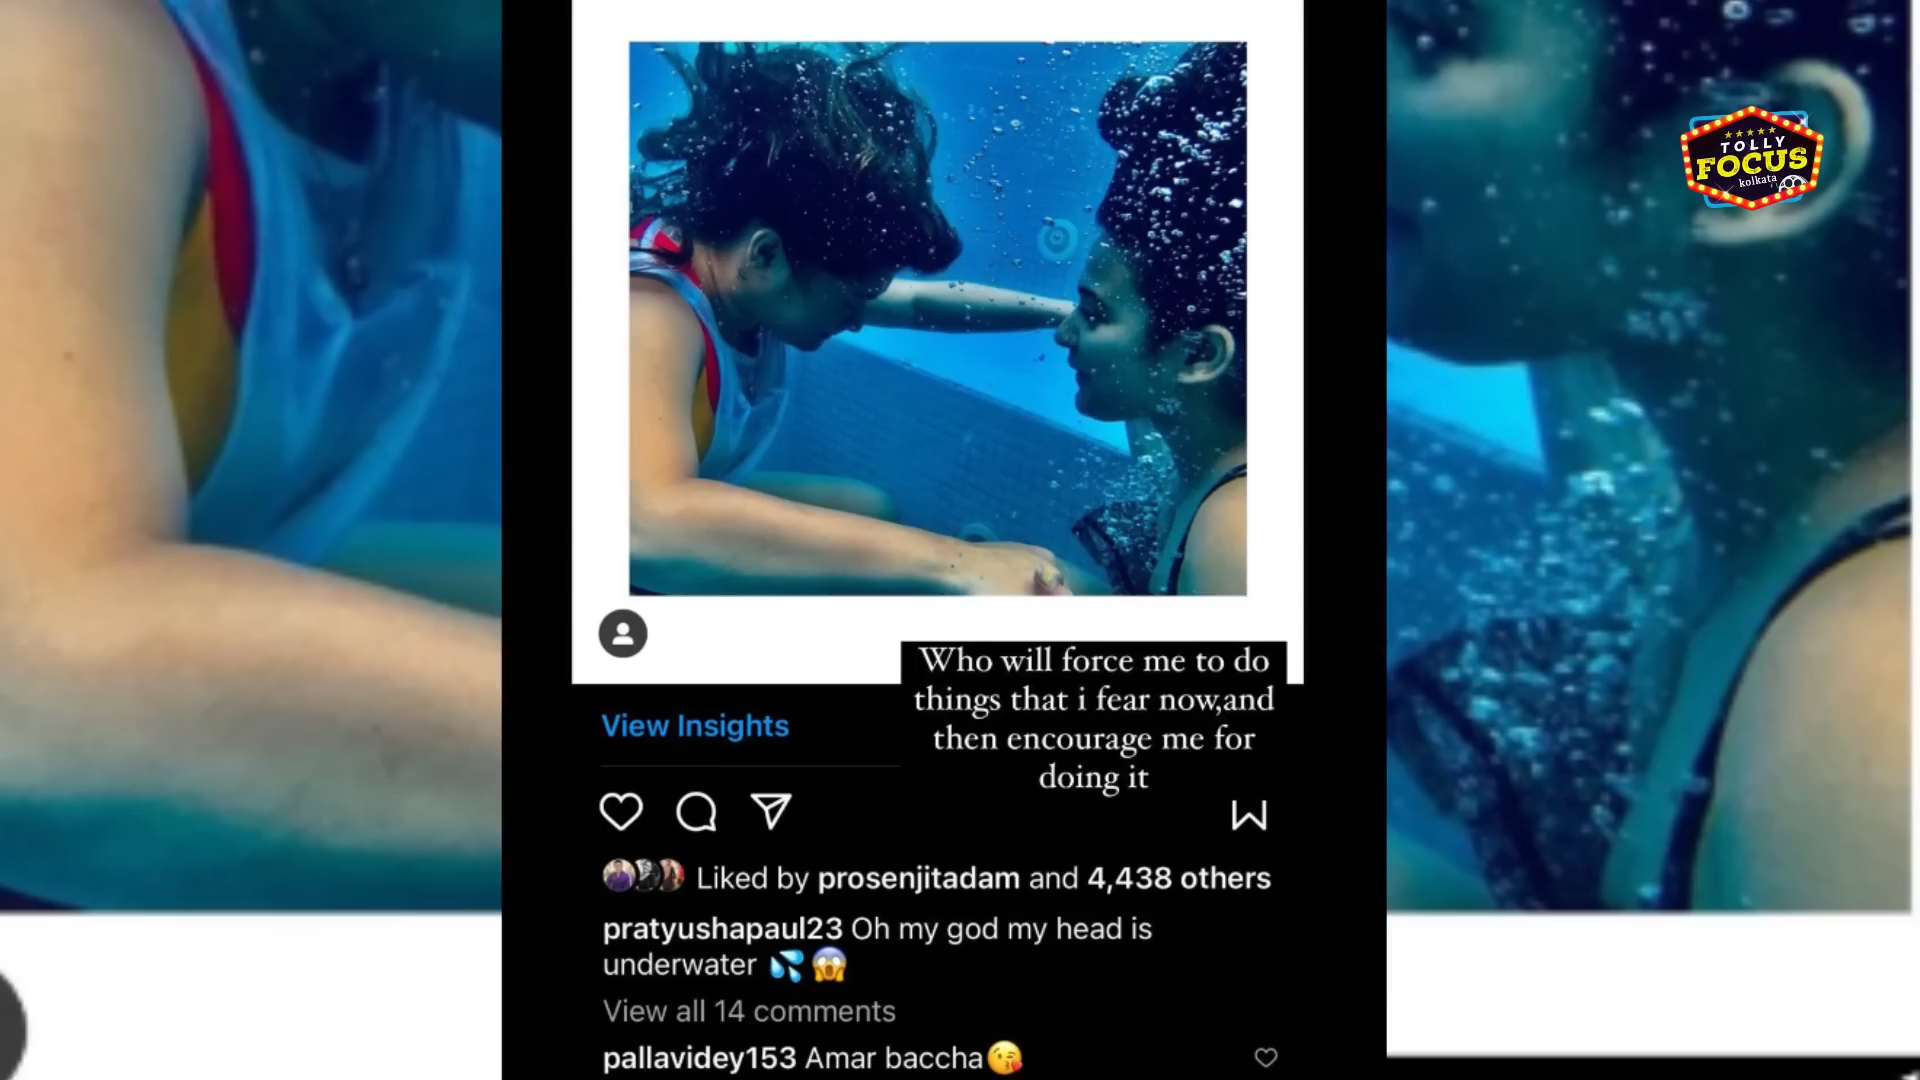 TOLLY
FOCUS
kolkata
Who will force me to do
things that i fear now,and
then encourage me for
doing it
View Insights
Liked by prosenjitadam and 4,438 others
pratyushapaul23 Oh my god my head is
underwater 💦😱
View all 14 comments
pallavidey153 Amar baccha😘